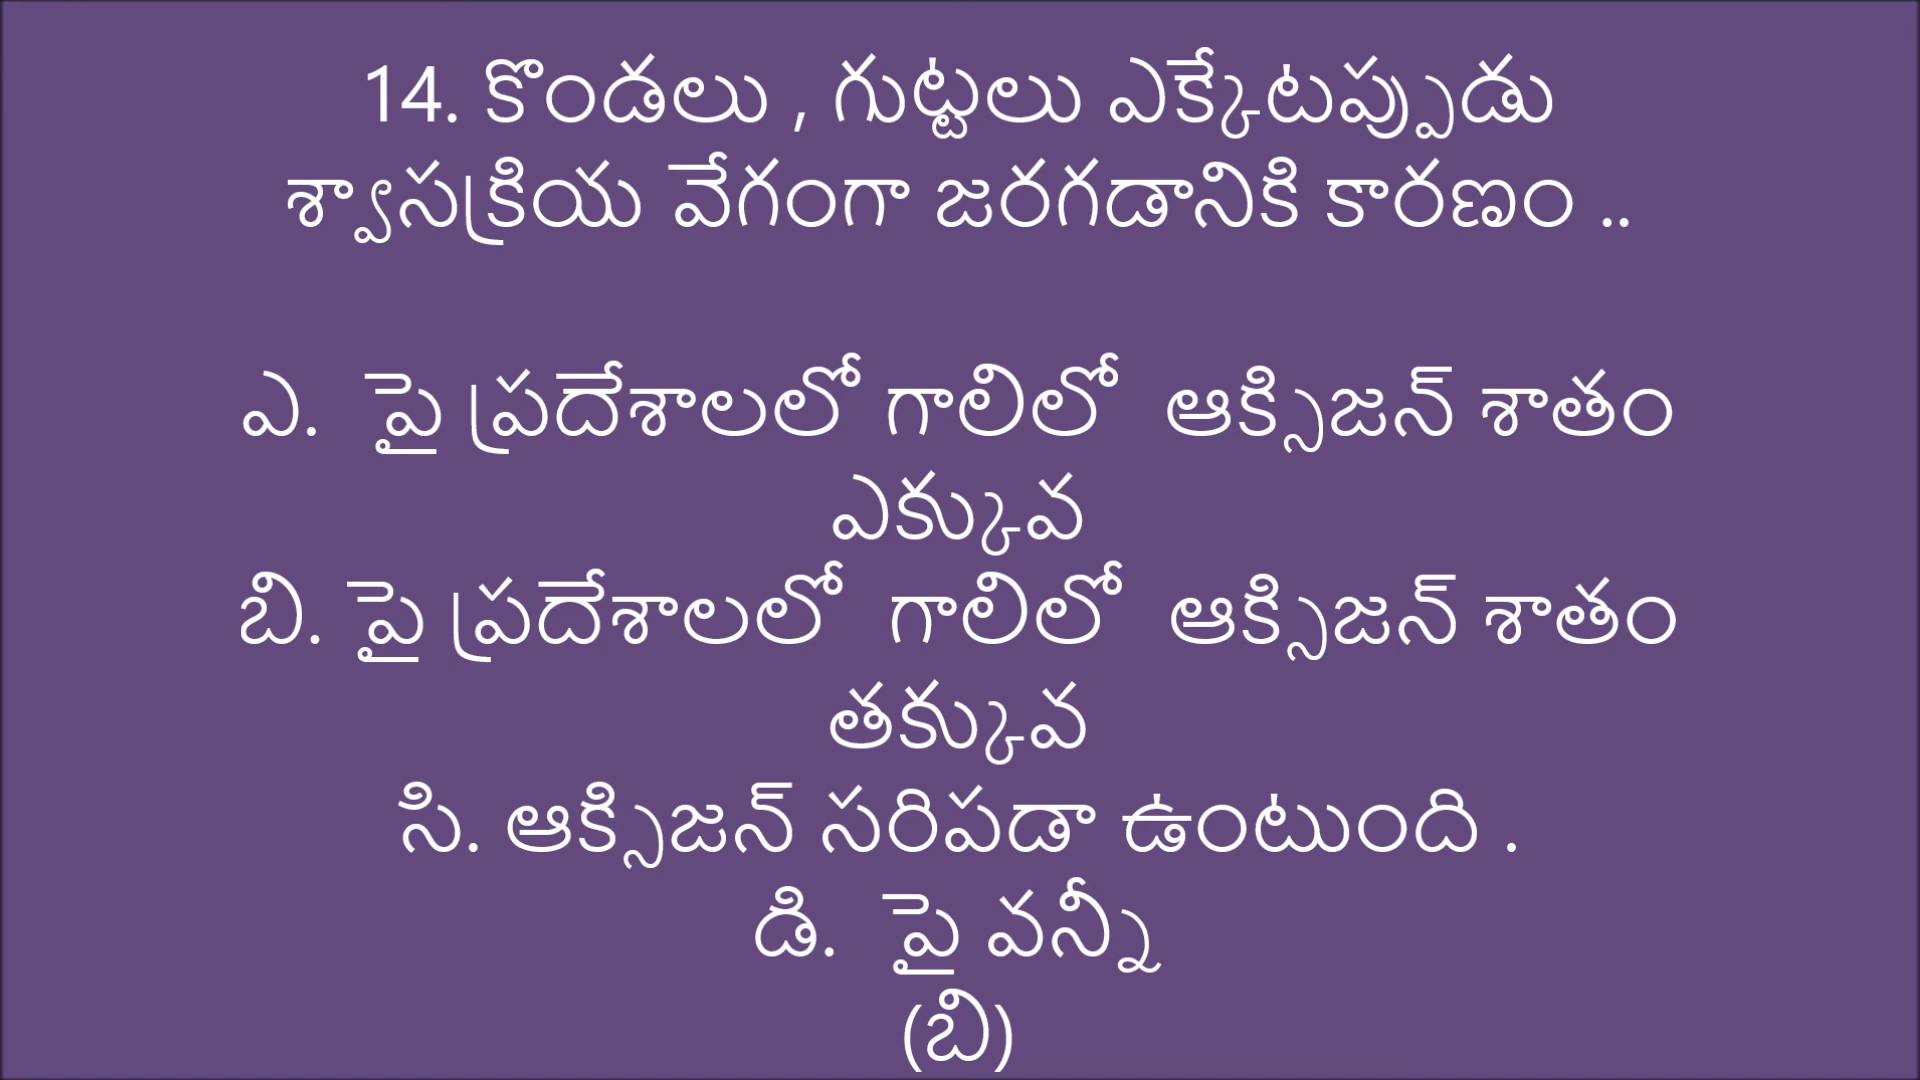 14. కొండలు , గుట్టలు ఎక్కేటప్పుడు
శ్వాసక్రియ వేగంగా జరగడానికి కారణం ..
ఎ. పై ప్రదేశాలలో గాలిలో ఆక్సిజన్ శాతం
ఎక్కువ
బి. పై ప్రదేశాలలో గాలిలో ఆక్సిజన్ శాతం
తక్కువ
సి. ఆక్సిజన్ సరిపడా ఉంటుంది .
డి. పై వన్నీ
(బి)